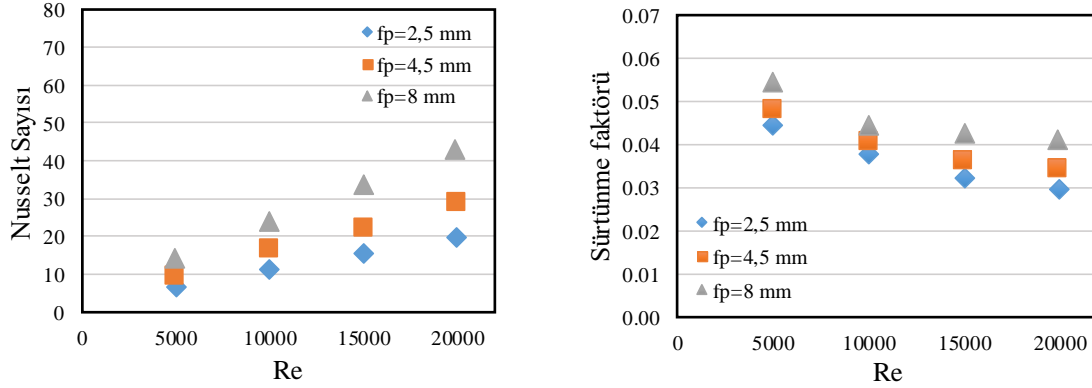 80
70
60
50
40
30
20
10
0
Nusselt Sayısı
fp=2,5 mm
fp=4,5 mm
fp=8 mm
0 5000 10000 15000 20000
Re
0.07
0.06
0.05
0.04
0.03
0.02
0.01
0.00
Sürtünme faktörü
fp=2,5 mm
fp=4,5 mm
fp=8 mm
0 5000 10000 15000 20000
Re